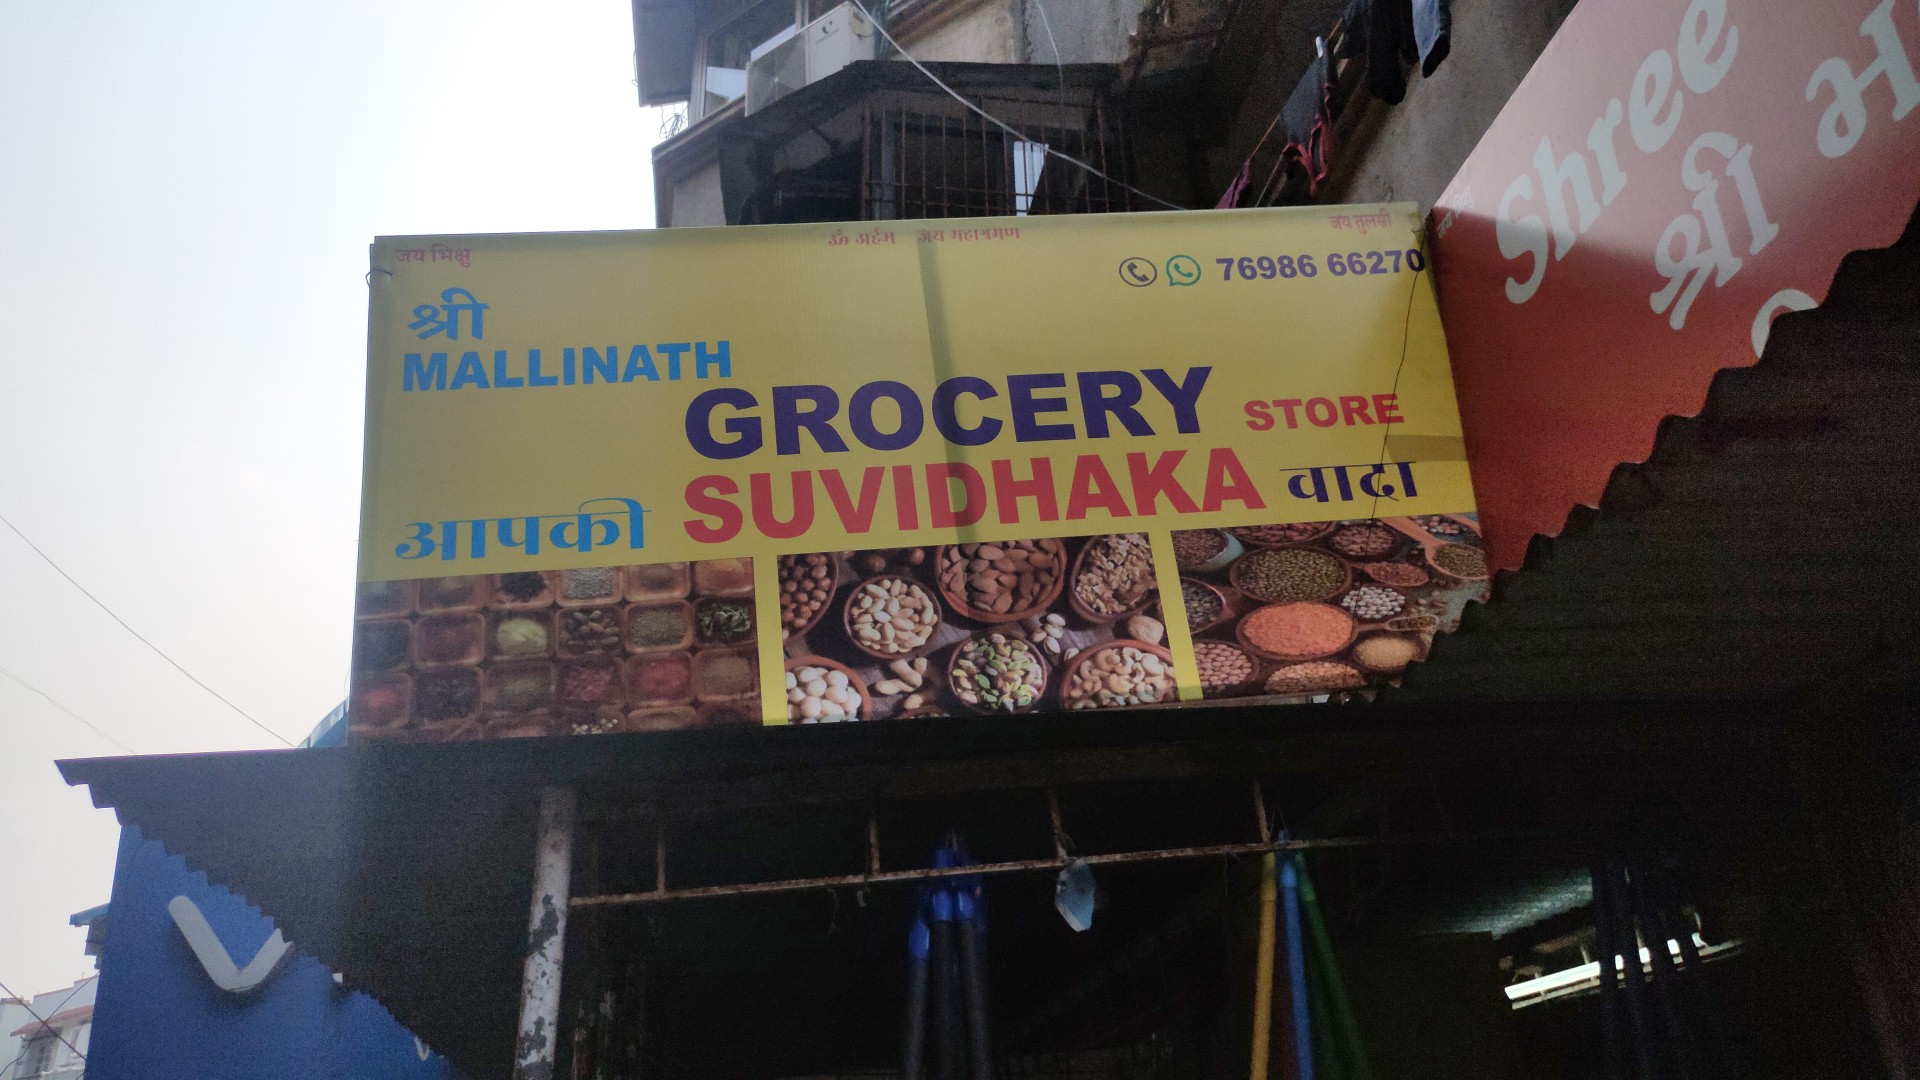 जय भिक्षु
ॐ अर्हम जय महाश्रमण
जय तुलसी
76986 66270
श्री
MALLINATH
GROCERY STORE
आपकी SUVIDHAKA वादा
Shree
श्री